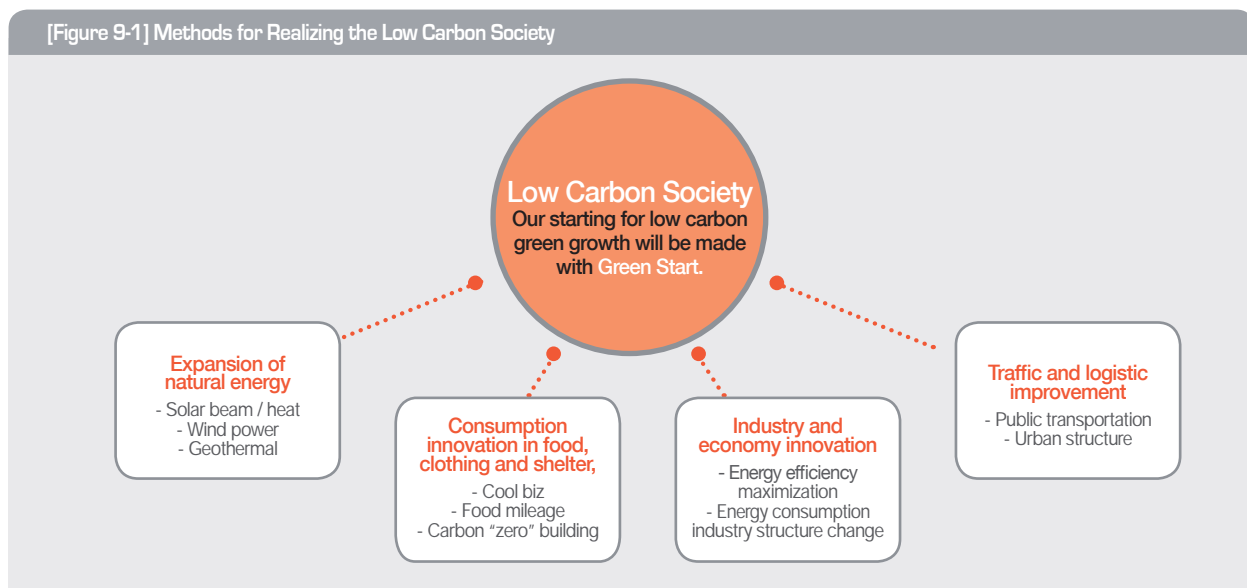 [Figure 9-1] Methods for Realizing the Low Carbon Society
Low Carbon Society
Our starting for low carbon
green growth will be made
with Green Start.
Expansion of
natural energy
- Solar beam / heat
- Wind power
- Geothermal
Consumption
innovation in food,
clothing and shelter,
- Cool biz
- Food mileage
- Carbon “zero” building
Industry and
economy innovation
- Energy efficiency
maximization
- Energy consumption
industry structure change
Traffic and logistic
improvement
- Public transportation
- Urban structure